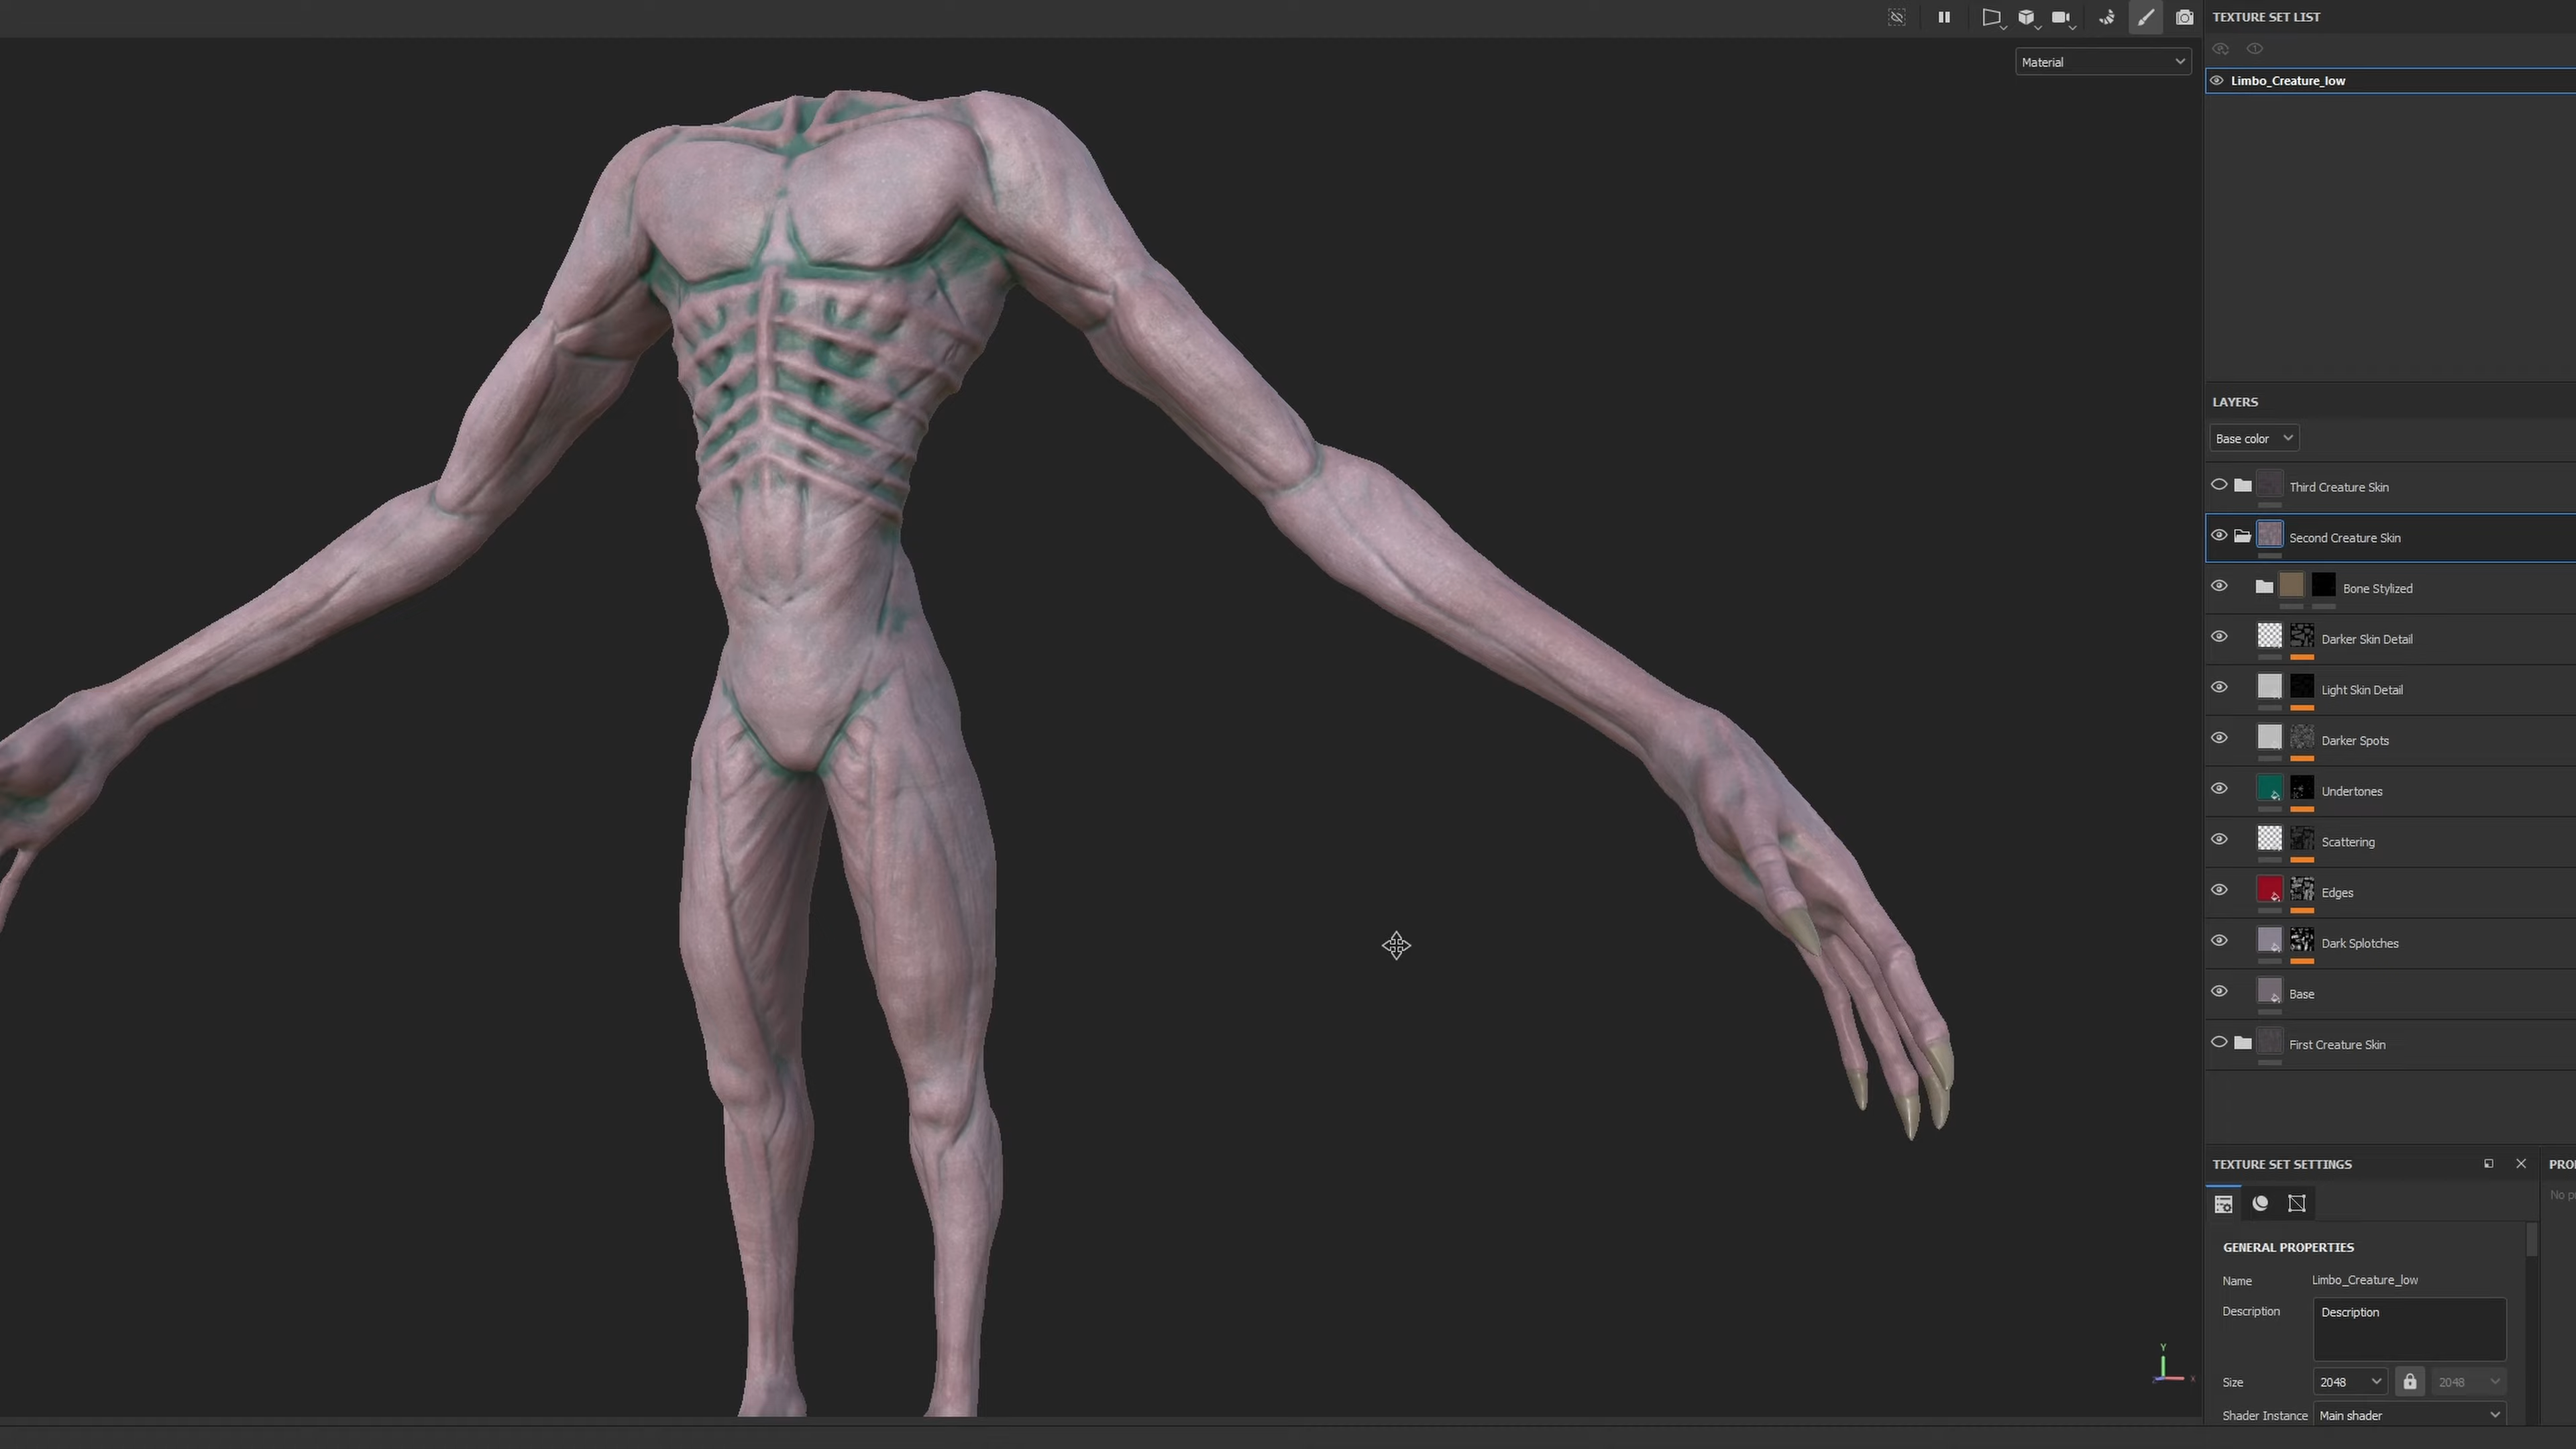 TEXTURE SET LIST
Material
Limbo_Creature_low
LAYERS
Base color
Third Creature Skin
Second Creature Skin
Bone Stylized
Darker Skin Detail
Light Skin Detail
Darker Spots
Undertones
Scattering
Edges
Dark Splotches
Base
First Creature Skin
TEXTURE SET SETTINGS
PRO
No p
GENERAL PROPERTIES
Name Limbo_Creature_low
Description Description
Y
X
Size 2048 2048
Shader Instance Main shader